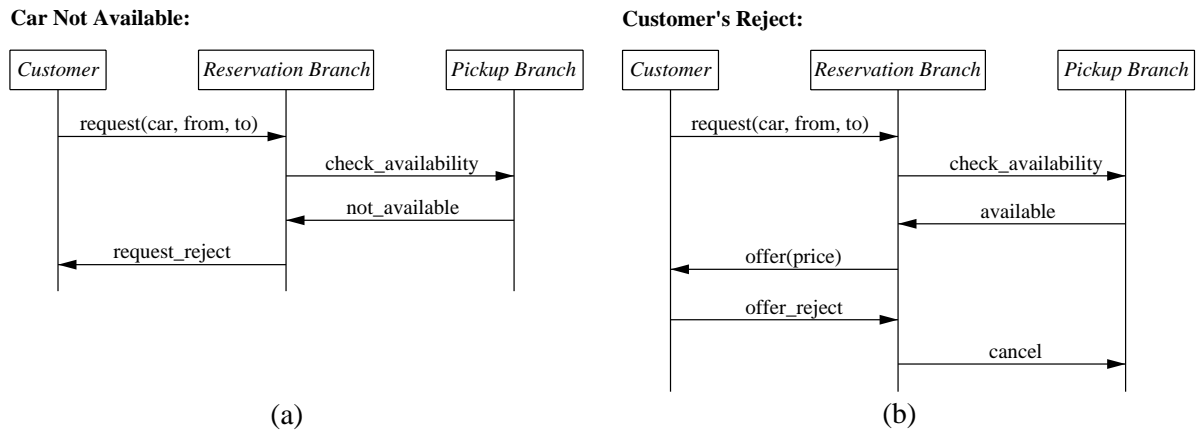 Car Not Available:
Customer
Reservation Branch
Pickup Branch
request(car, from, to)
check_availability
not_available
request_reject
(a)
Customer's Reject:
Customer
Reservation Branch
Pickup Branch
request(car, from, to)
check_availability
available
offer(price)
offer_reject
cancel
(b)